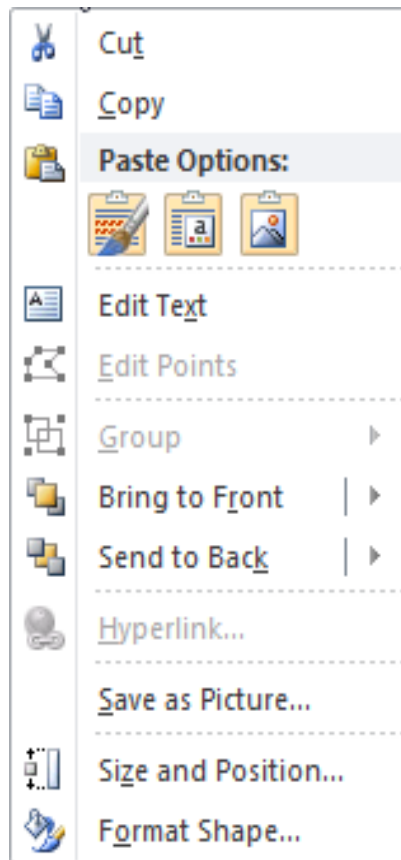 Cut
Copy
Paste Options:
a
A
Edit Text
Edit Points
Group
Bring to Front
Send to Back
Hyperlink...
Save as Picture...
Size and Position...
Format Shape...